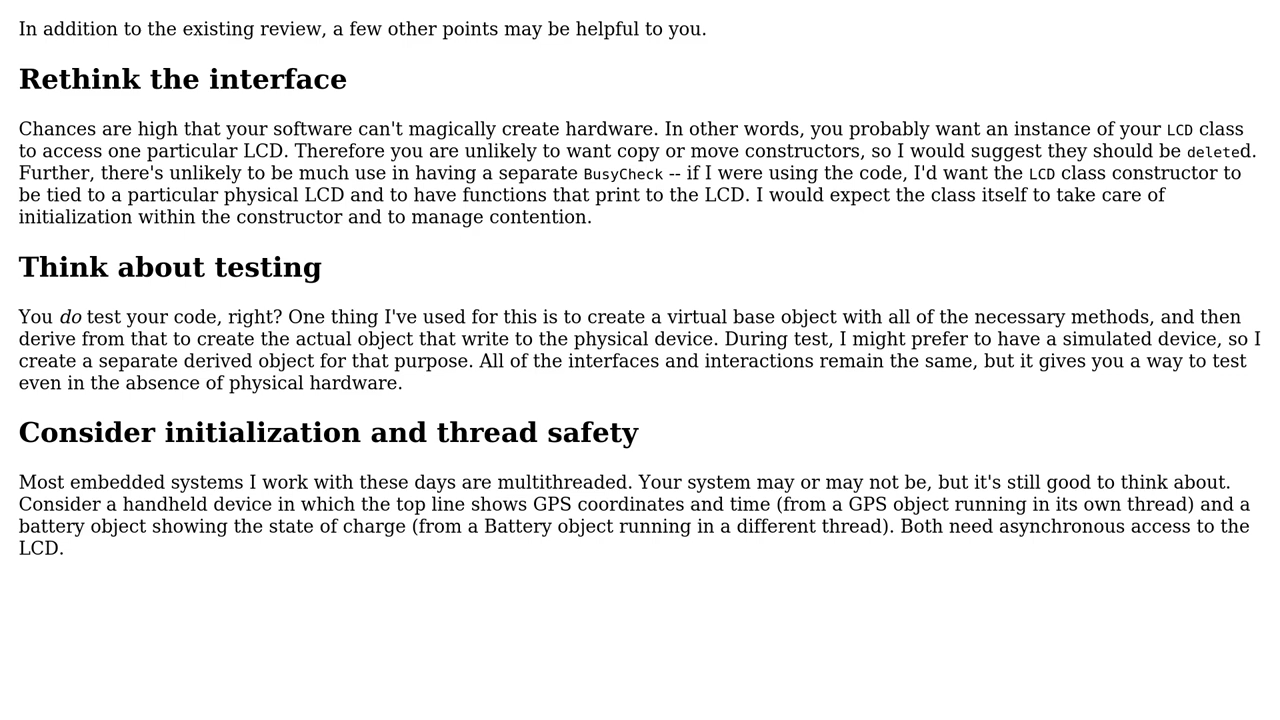 In addition to the existing review, a few other points may be helpful to you.
Rethink the interface
Chances are high that your software can't magically create hardware. In other words, you probably want an instance of your LCD class
to access one particular LCD. Therefore you are unlikely to want copy or move constructors, so I would suggest they should be deleted.
Further, there's unlikely to be much use in having a separate BusyCheck -- if I were using the code, I'd want the LCD class constructor to
be tied to a particular physical LCD and to have functions that print to the LCD. I would expect the class itself to take care of
initialization within the constructor and to manage contention.
Think about testing
You do test your code, right? One thing I've used for this is to create a virtual base object with all of the necessary methods, and then
derive from that to create the actual object that write to the physical device. During test, I might prefer to have a simulated device, so I
create a separate derived object for that purpose. All of the interfaces and interactions remain the same, but it gives you a way to test
even in the absence of physical hardware.
Consider initialization and thread safety
Most embedded systems I work with these days are multithreaded. Your system may or may not be, but it's still good to think about.
Consider a handheld device in which the top line shows GPS coordinates and time (from a GPS object running in its own thread) and a
battery object showing the state of charge (from a Battery object running in a different thread). Both need asynchronous access to the
LCD.